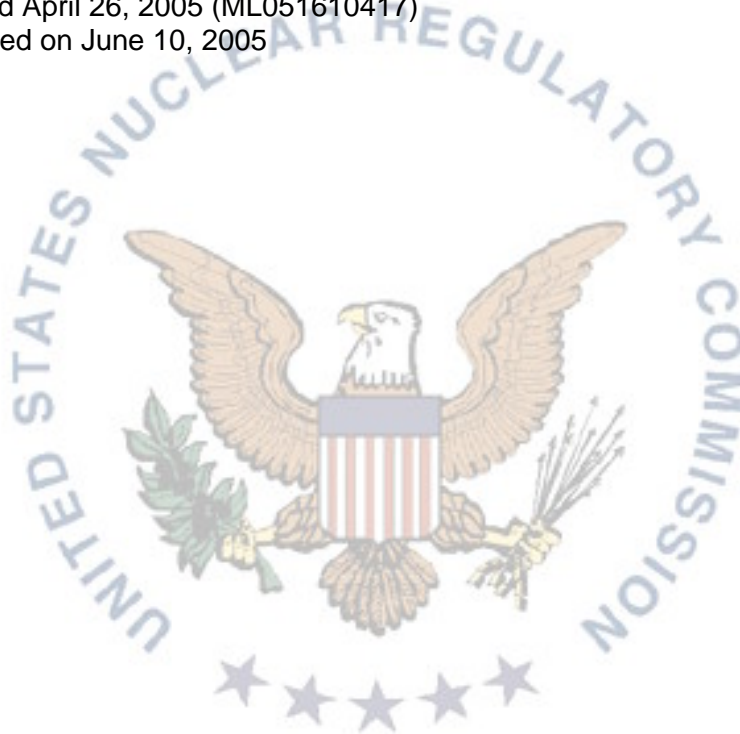 d April 26, 2005 (ML051610417)
ed on June 10, 2005
UNITED STATES NUCLEAR REGULATORY COMMISSION